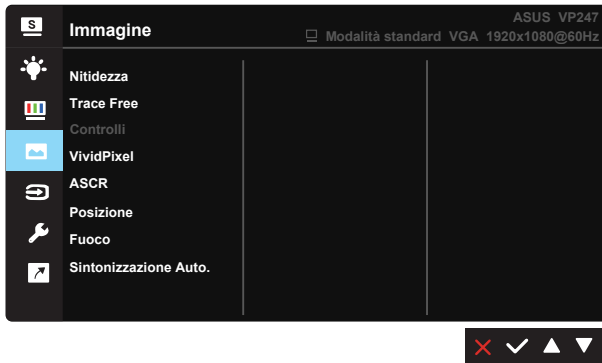 S
Immagine
ASUS VP247
Modalità standard VGA 1920x1080@60Hz
Nitidezza
Trace Free
Controlli
VividPixel
ASCR
Posizione
Fuoco
Sintonizzazione Auto.